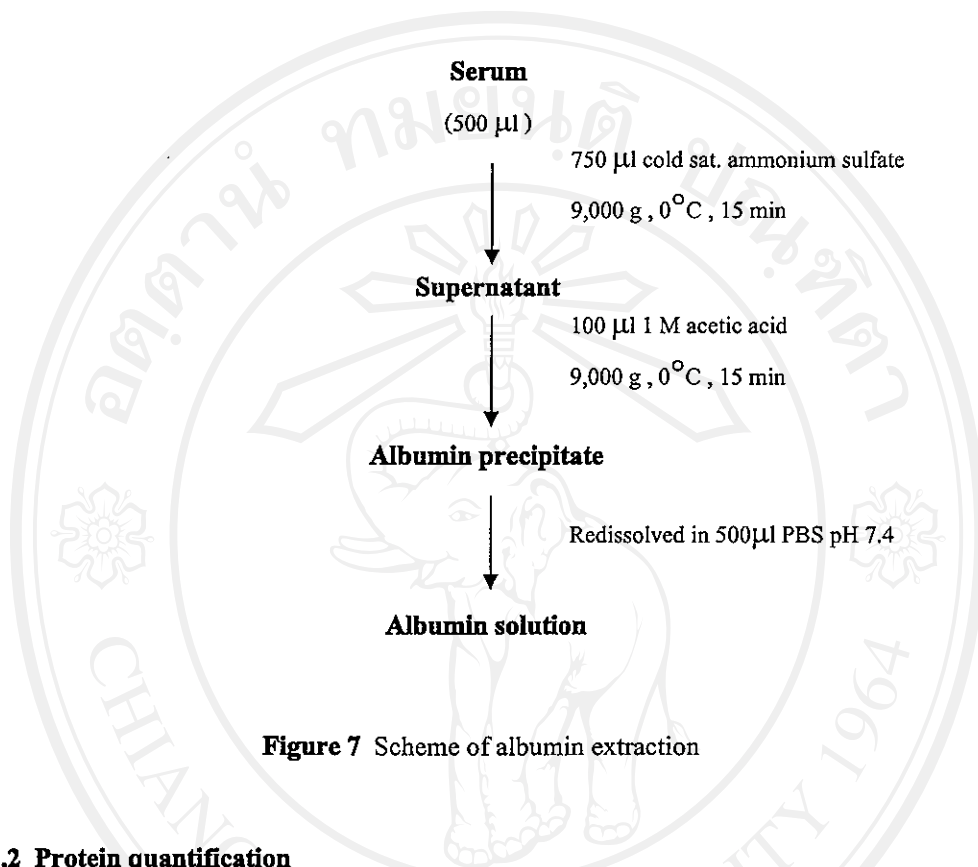 Serum
(500 µl )
750 µl cold sat. ammonium sulfate
9,000 g , 0°C , 15 min
Supernatant
100 µl 1 M acetic acid
9,000 g , 0°C , 15 min
Albumin precipitate
Redissolved in 500µl PBS pH 7.4
Albumin solution
Figure 7 Scheme of albumin extraction
.2 Protein quantification
1964